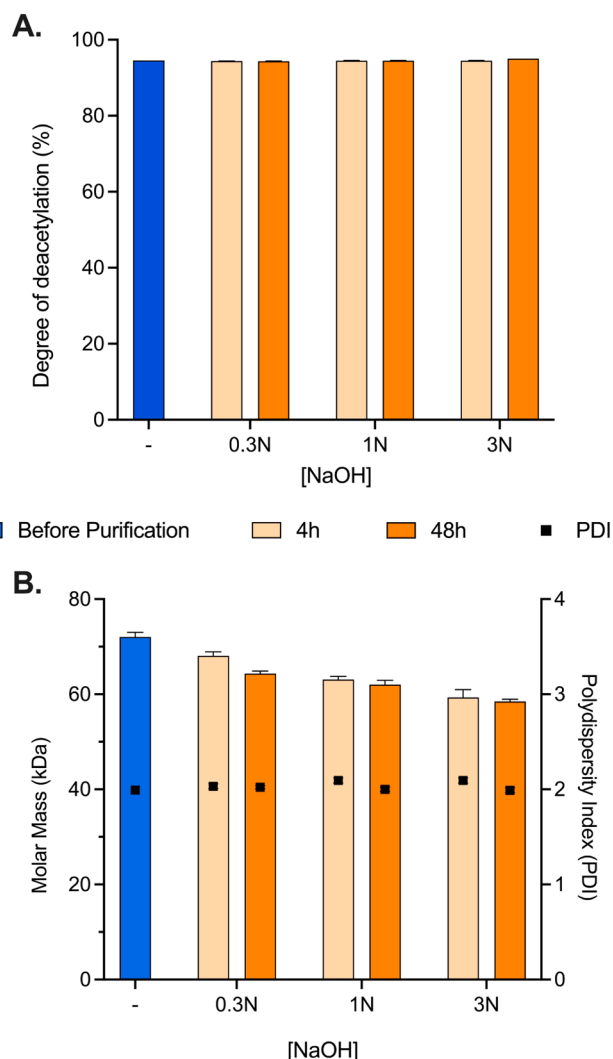 A.
Degree of deacetylation (%)
100
80
60
40
20
0
- 0.3N 1N 3N
[NaOH]
Before Purification 4h 48h PDI
B.
Molar Mass (kDa)
80
60
40
20
0
4
3
2
1
0
Polydispersity Index (PDI)
- 0.3N 1N 3N
[NaOH]